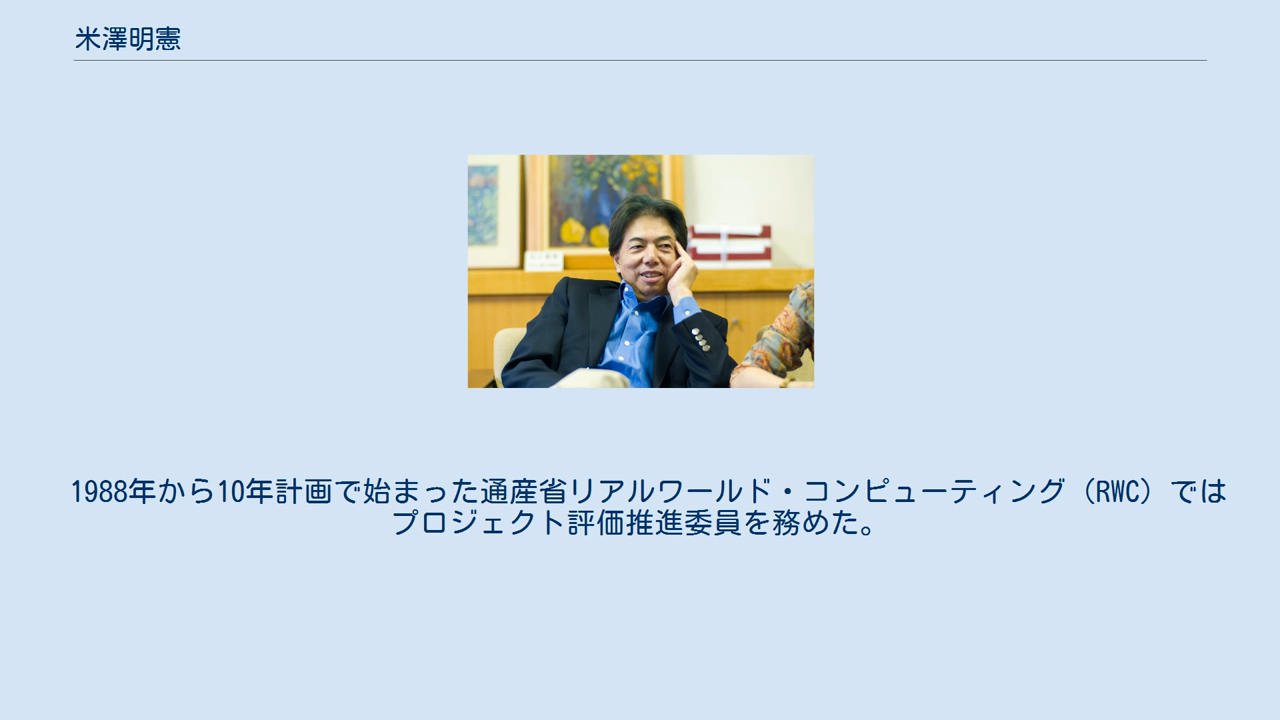 米澤明憲
1988年から10年計画で始まった通産省リアルワールド・コンピューティング（RWC）では
プロジェクト評価推進委員を務めた。